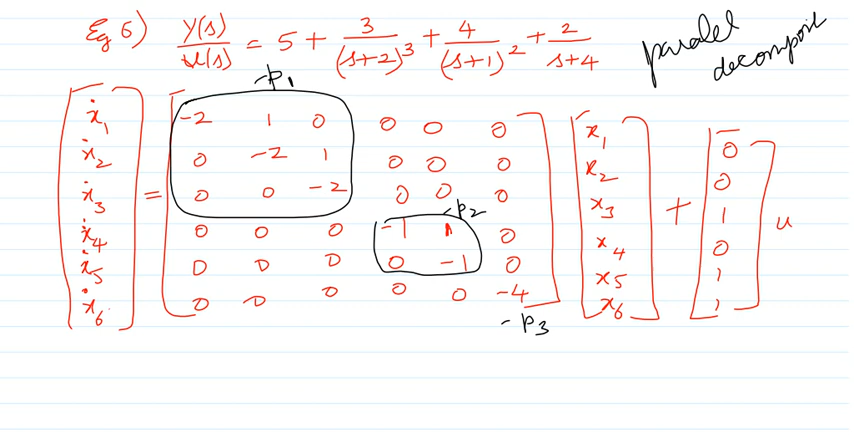 Eg 6) Y(s)/U(s) = 5 + 3/(s+2)³ + 4/(s+1)² + 2/(s+4)
parallel
decomposit
-p₁
ẋ₁ -2 1 0 0 0 0 x₁ 0
ẋ₂ 0 -2 1 0 0 0 x₂ 0
ẋ₃ = 0 0 -2 0 0 0 x₃ + 1 u
-p₂
ẋ₄ 0 0 0 -1 1 0 x₄ 0
ẋ₅ 0 0 0 0 -1 0 x₅ 1
ẋ₆ 0 0 0 0 0 -4 x₆ 1
-p₃